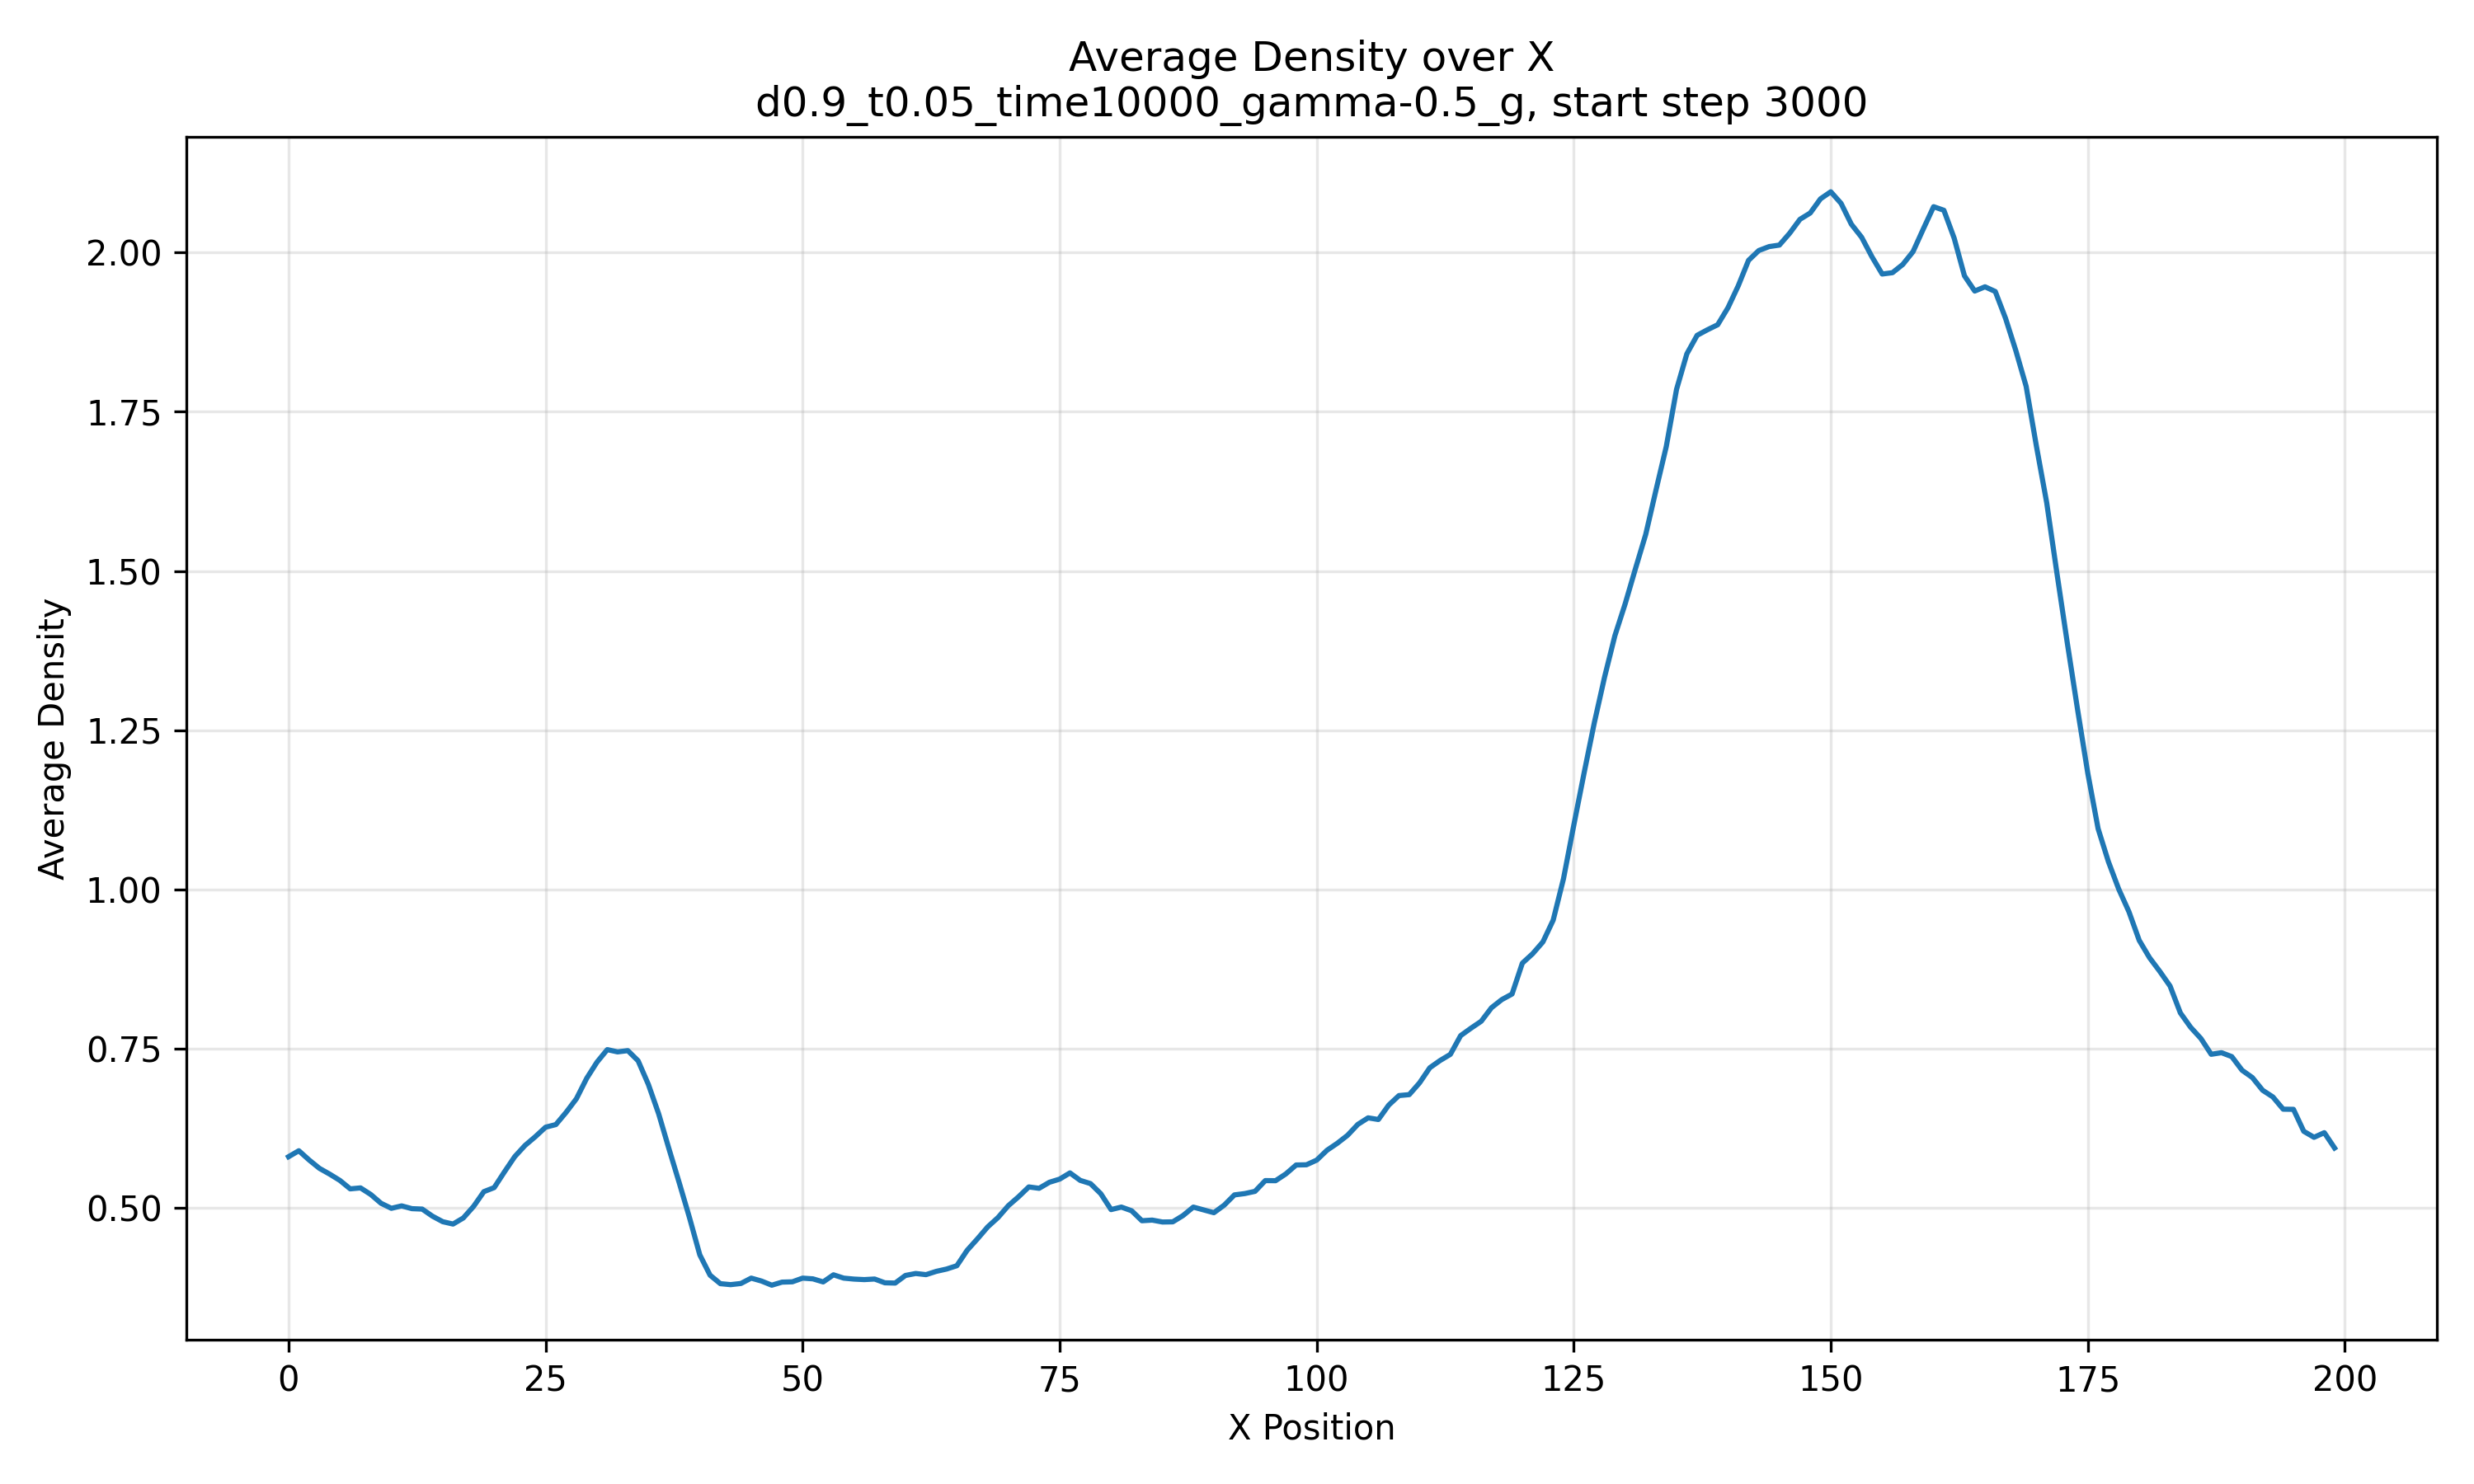 Average Density over X
d0.9_t0.05_time10000_gamma-0.5_g, start step 3000
Average Density
2.00
1.75
1.50
1.25
1.00
0.75
0.50
0 25 50 75 100 125 150 175 200
X Position